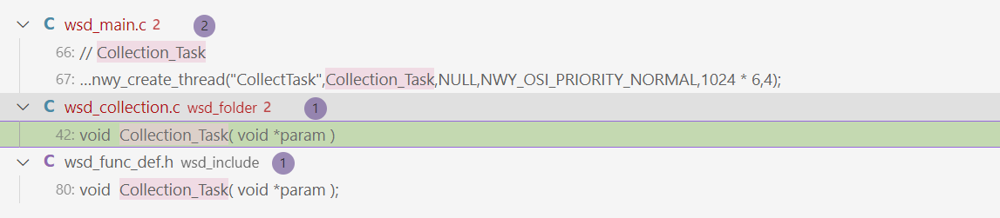 C wsd_main.c 2 2
66: // Collection_Task
67: ...nwy_create_thread("CollectTask",Collection_Task,NULL,NWY_OSI_PRIORITY_NORMAL,1024 * 6,4);
C wsd_collection.c wsd_folder 2 1
42: void Collection_Task( void *param )
C wsd_func_def.h wsd_include 1
80: void Collection_Task( void *param );